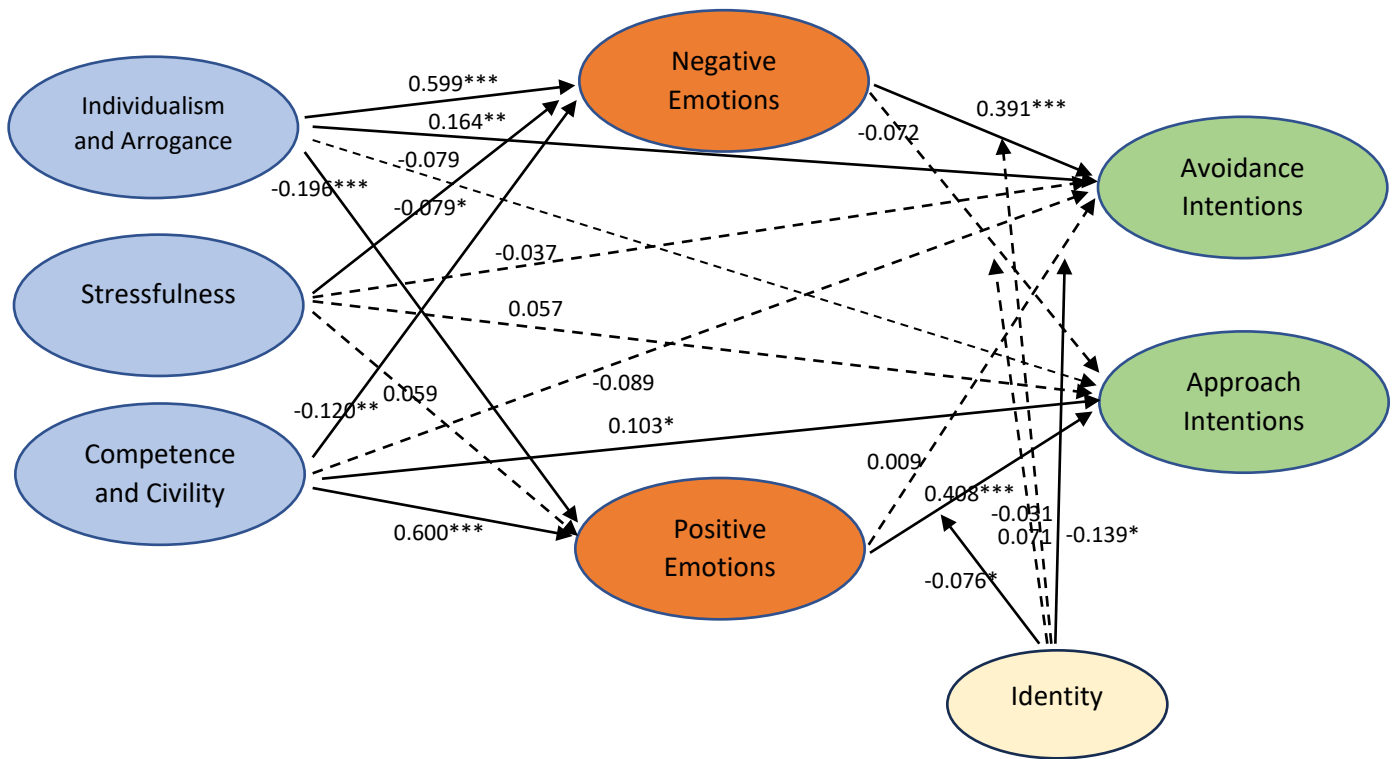 Negative
Emotions
0.599***
Individualism
and Arrogance
0.391***
0.164**
-0.072
-0.079
Avoidance
Intentions
-0.196***
-0.079*
-0.037
Stressfulness
0.057
-0.089
0.059
-0.120**
Approach
Intentions
0.103*
Competence
and Civility
0.009
0.408***
-0.031
0.071
-0.139*
0.600***
Positive
Emotions
-0.076*
Identity